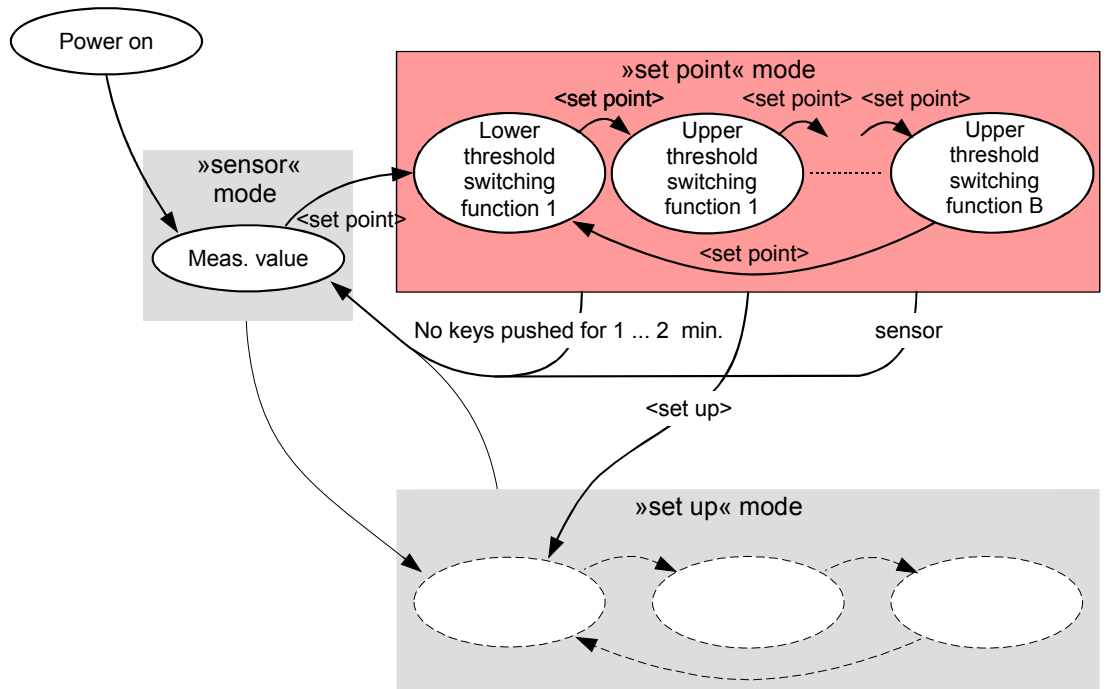 Power on
»set point« mode
<set point>
<set point>
<set point>
Lower
threshold
switching
function 1
Upper
threshold
switching
function 1
Upper
threshold
switching
function B
»sensor«
mode
<set point>
Meas. value
<set point>
No keys pushed for 1 ... 2 min.
sensor
<set up>
»set up« mode